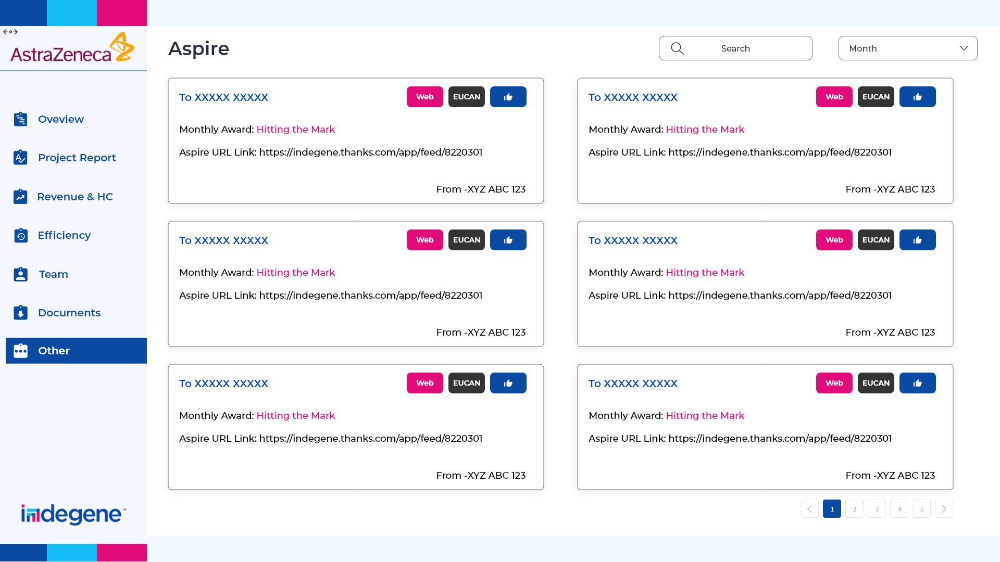 AstraZeneca
Oveview
Project Report
Revenue & HC
Efficiency
Team
Documents
Other
indegene™
Aspire
Search
Month
To XXXXX XXXXX
Web
EUCAN
Monthly Award: Hitting the Mark
Aspire URL Link: https://indegene.thanks.com/app/feed/8220301
From -XYZ ABC 123
To XXXXX XXXXX
Web
EUCAN
Monthly Award: Hitting the Mark
Aspire URL Link: https://indegene.thanks.com/app/feed/8220301
From -XYZ ABC 123
To XXXXX XXXXX
Web
EUCAN
Monthly Award: Hitting the Mark
Aspire URL Link: https://indegene.thanks.com/app/feed/8220301
From -XYZ ABC 123
To XXXXX XXXXX
Web
EUCAN
Monthly Award: Hitting the Mark
Aspire URL Link: https://indegene.thanks.com/app/feed/8220301
From -XYZ ABC 123
To XXXXX XXXXX
Web
EUCAN
Monthly Award: Hitting the Mark
Aspire URL Link: https://indegene.thanks.com/app/feed/8220301
From -XYZ ABC 123
To XXXXX XXXXX
Web
EUCAN
Monthly Award: Hitting the Mark
Aspire URL Link: https://indegene.thanks.com/app/feed/8220301
From -XYZ ABC 123
1 2 3 4 5